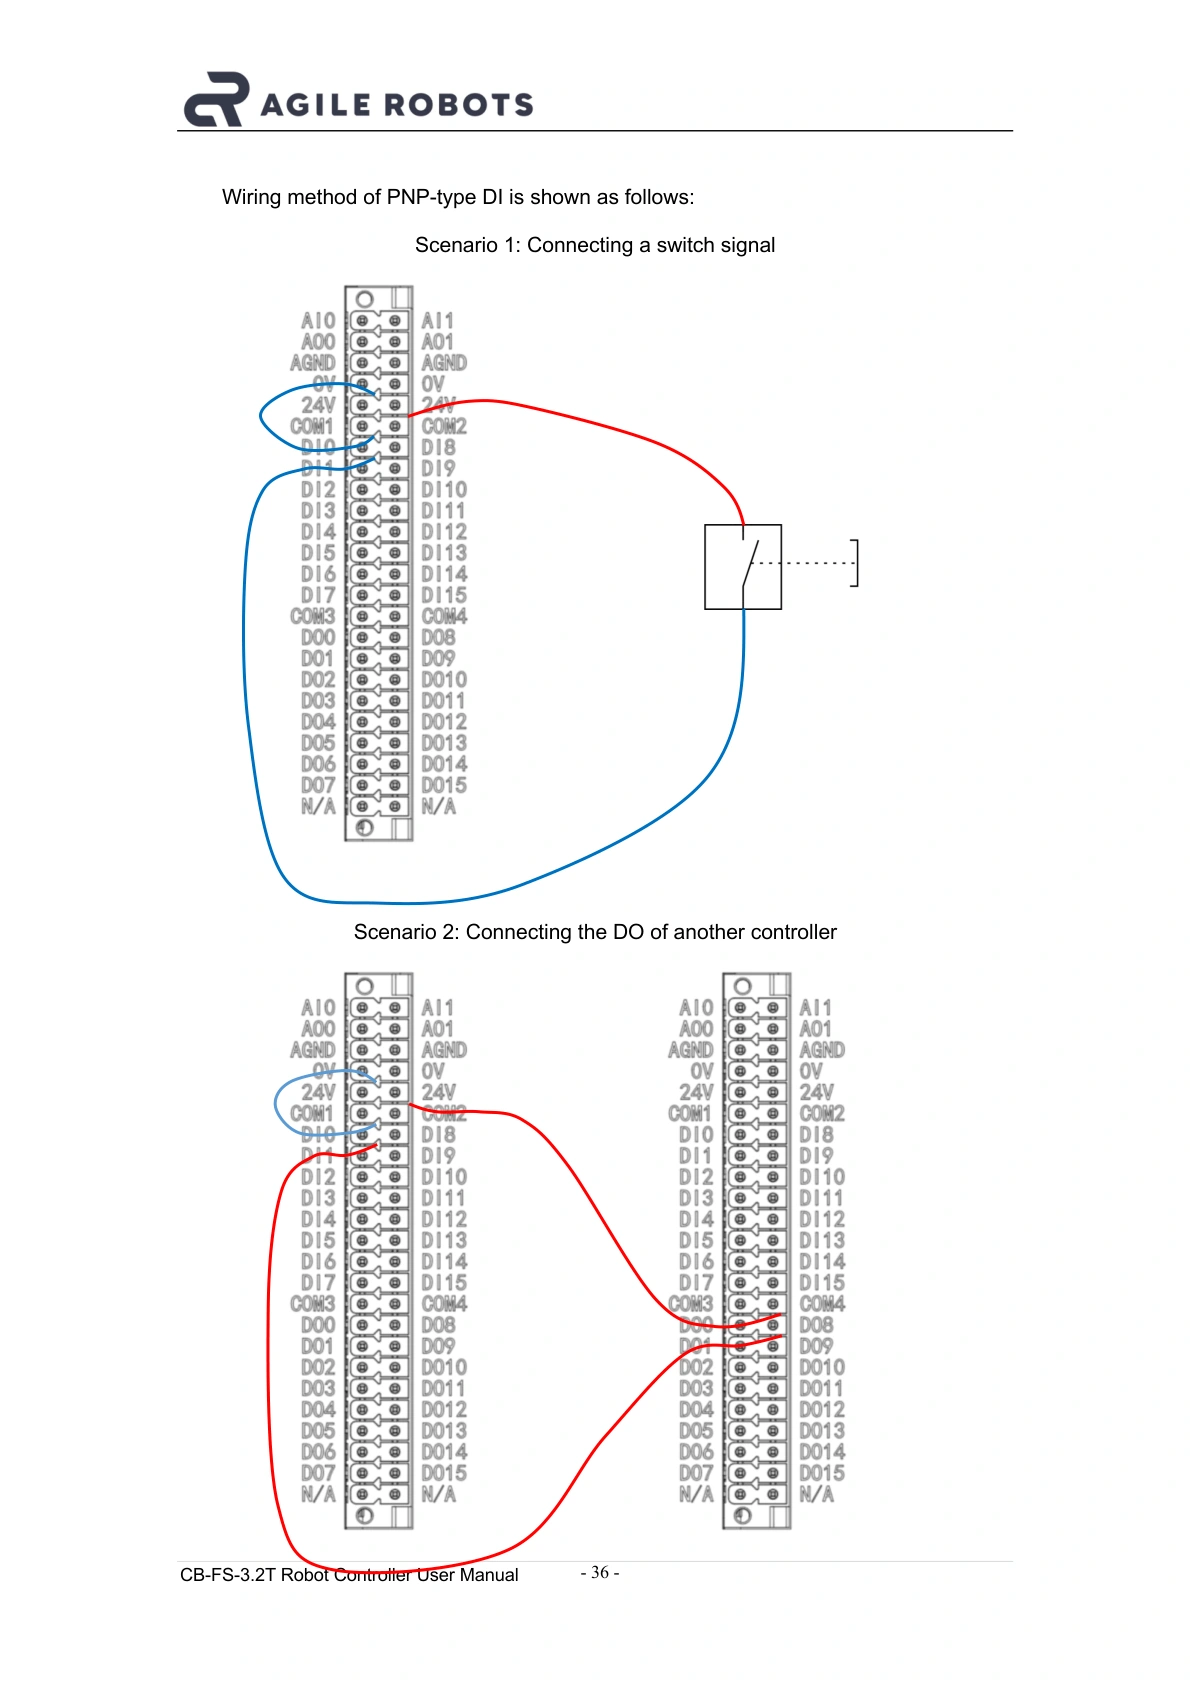 AGILE ROBOTS
Wiring method of PNP-type DI is shown as follows:
Scenario 1: Connecting a switch signal
AI0 AI1
AO0 AO1
AGND AGND
0V 0V
24V 24V
COM1 COM2
DI0 DI8
DI1 DI9
DI2 DI10
DI3 DI11
DI4 DI12
DI5 DI13
DI6 DI14
DI7 DI15
COM3 COM4
DO0 DO8
DO1 DO9
DO2 DO10
DO3 DO11
DO4 DO12
DO5 DO13
DO6 DO14
DO7 DO15
N/A N/A
Scenario 2: Connecting the DO of another controller
AI0 AI1 AI0 AI1
AO0 AO1 AO0 AO1
AGND AGND AGND AGND
0V 0V 0V 0V
24V 24V 24V 24V
COM1 COM2 COM1 COM2
DI0 DI8 DI0 DI8
DI1 DI9 DI1 DI9
DI2 DI10 DI2 DI10
DI3 DI11 DI3 DI11
DI4 DI12 DI4 DI12
DI5 DI13 DI5 DI13
DI6 DI14 DI6 DI14
DI7 DI15 DI7 DI15
COM3 COM4 COM3 COM4
DO0 DO8 DO0 DO8
DO1 DO9 DO1 DO9
DO2 DO10 DO2 DO10
DO3 DO11 DO3 DO11
DO4 DO12 DO4 DO12
DO5 DO13 DO5 DO13
DO6 DO14 DO6 DO14
DO7 DO15 DO7 DO15
N/A N/A N/A N/A
CB-FS-3.2T Robot Controller User Manual - 36 -